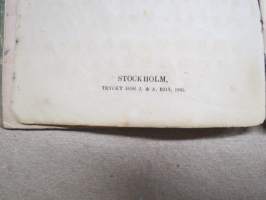 STOCKHOLM,
TRYCKT HOS J. & A. RIIS,